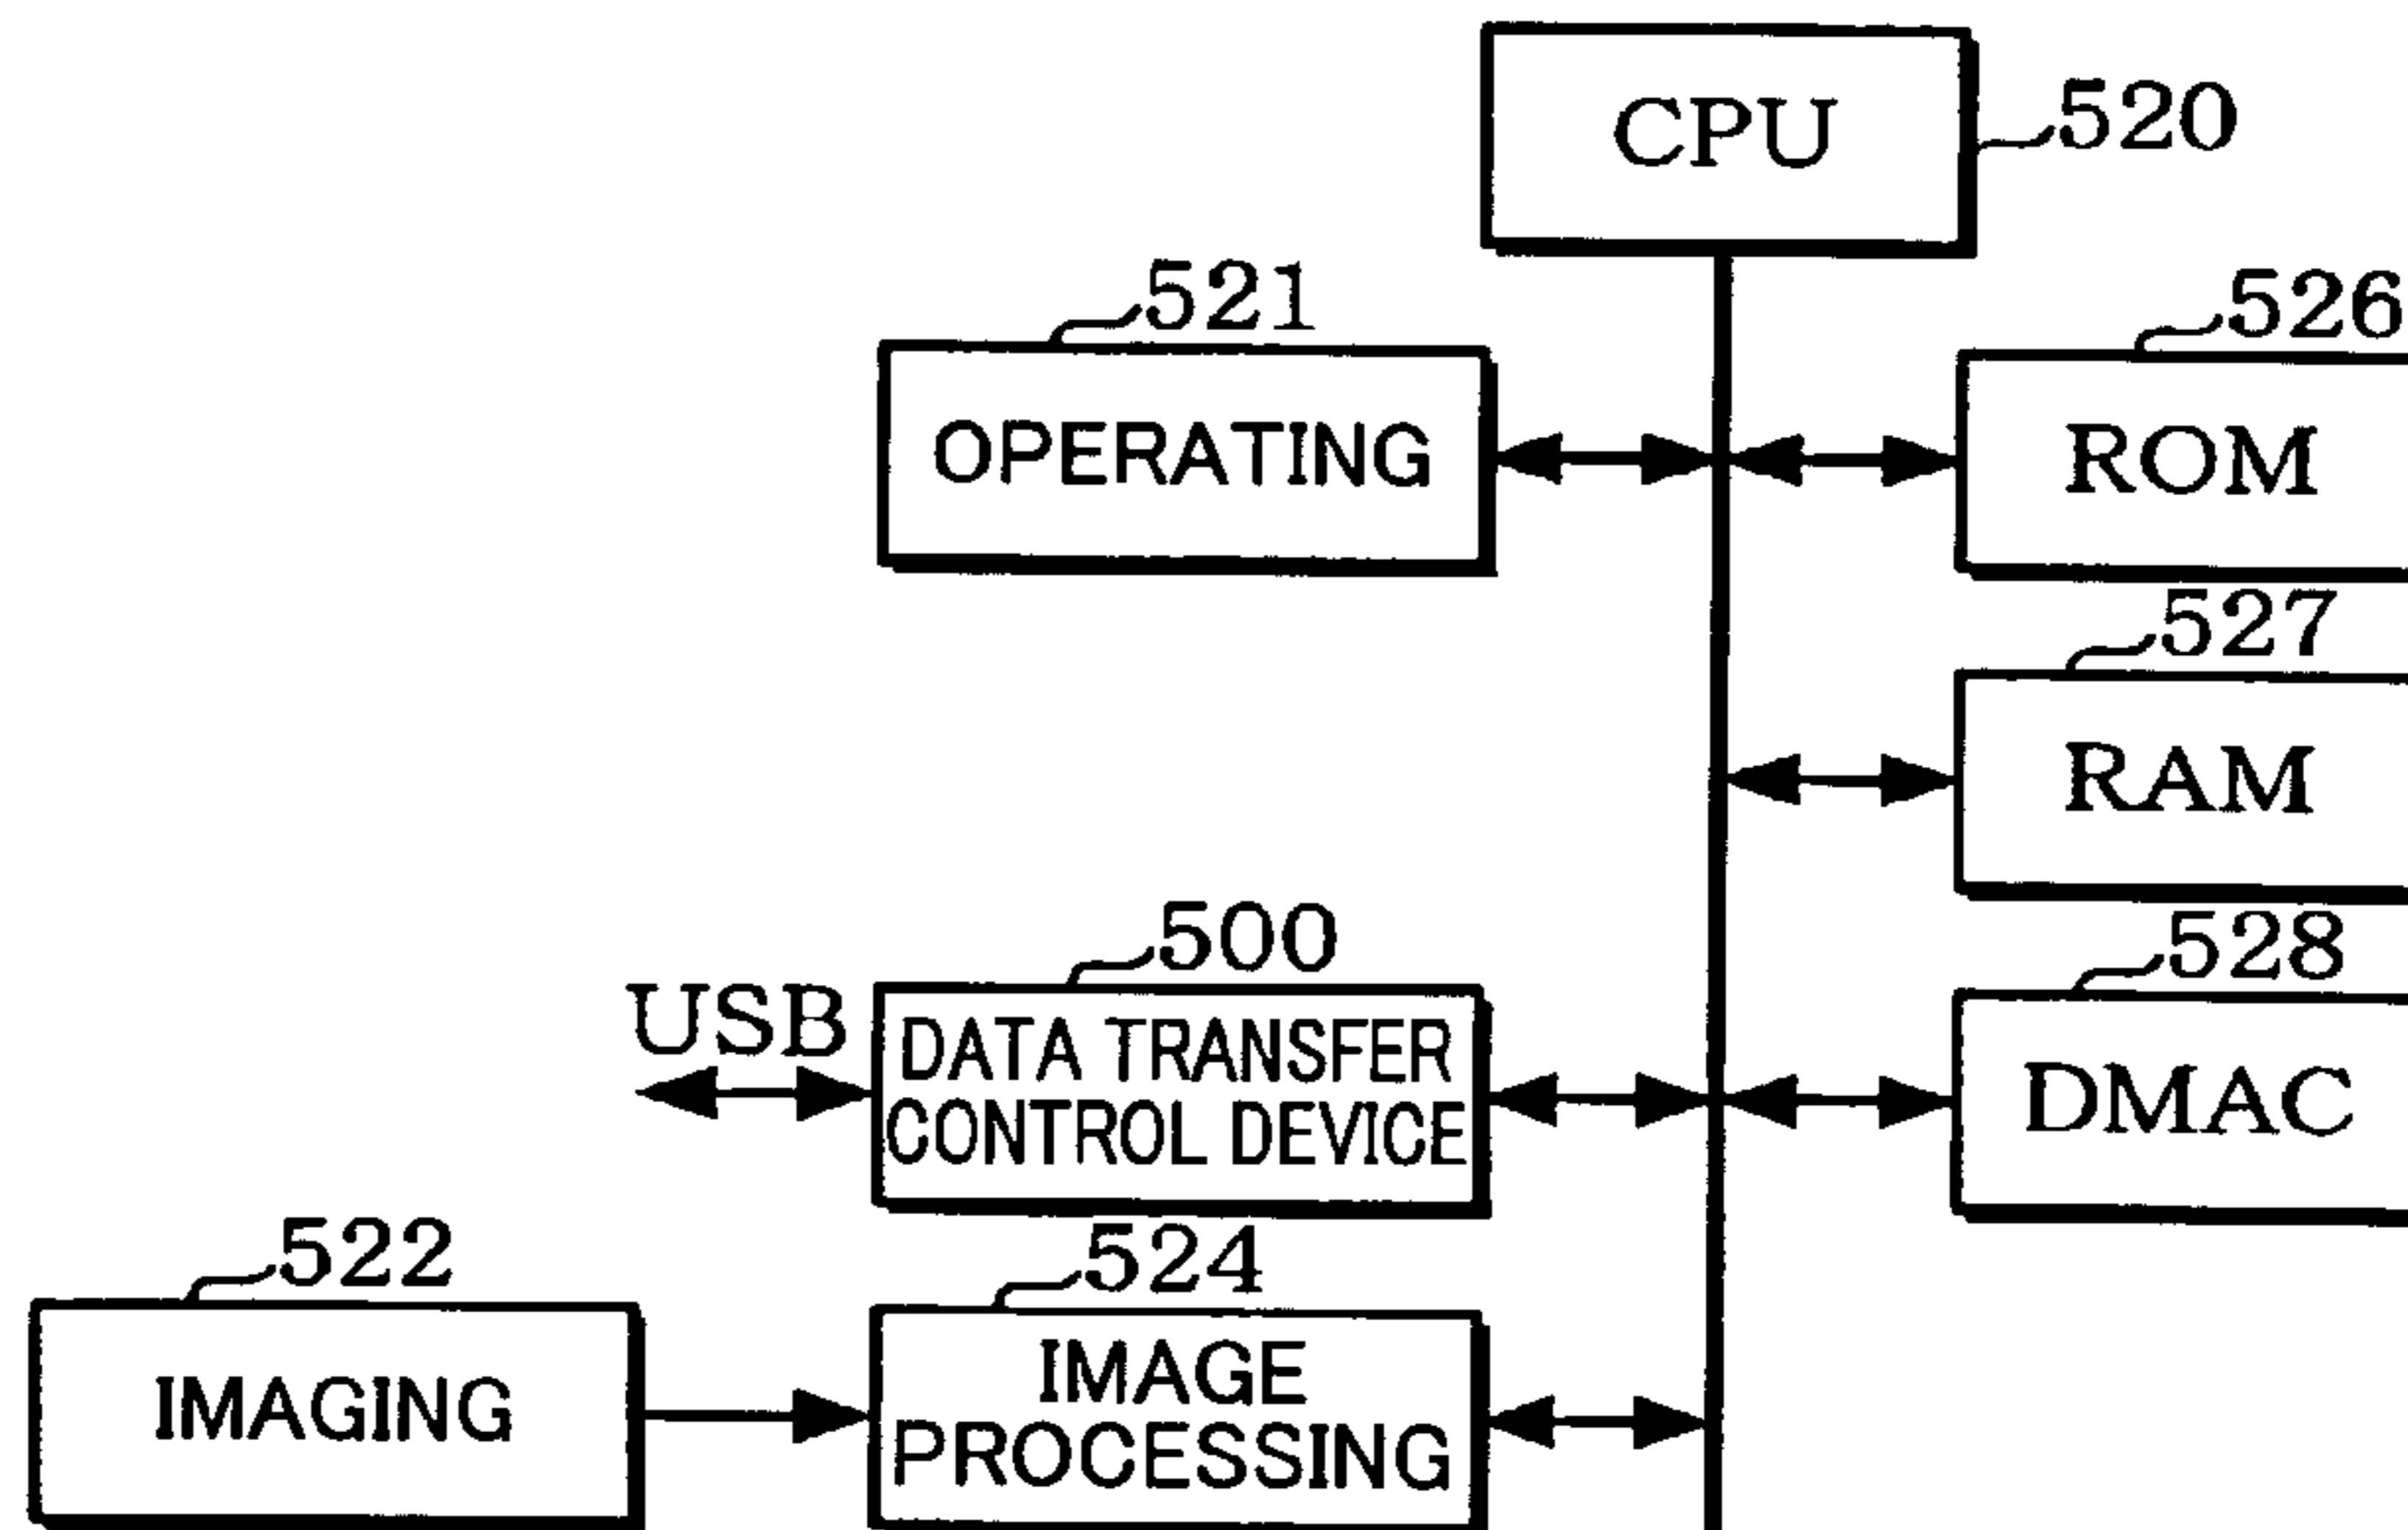 CPU
520
521
526
OPERATING
ROM
527
RAM
500
528
USB
DATA TRANSFER
CONTROL DEVICE
DMAC
522
524
IMAGING
IMAGE
PROCESSING